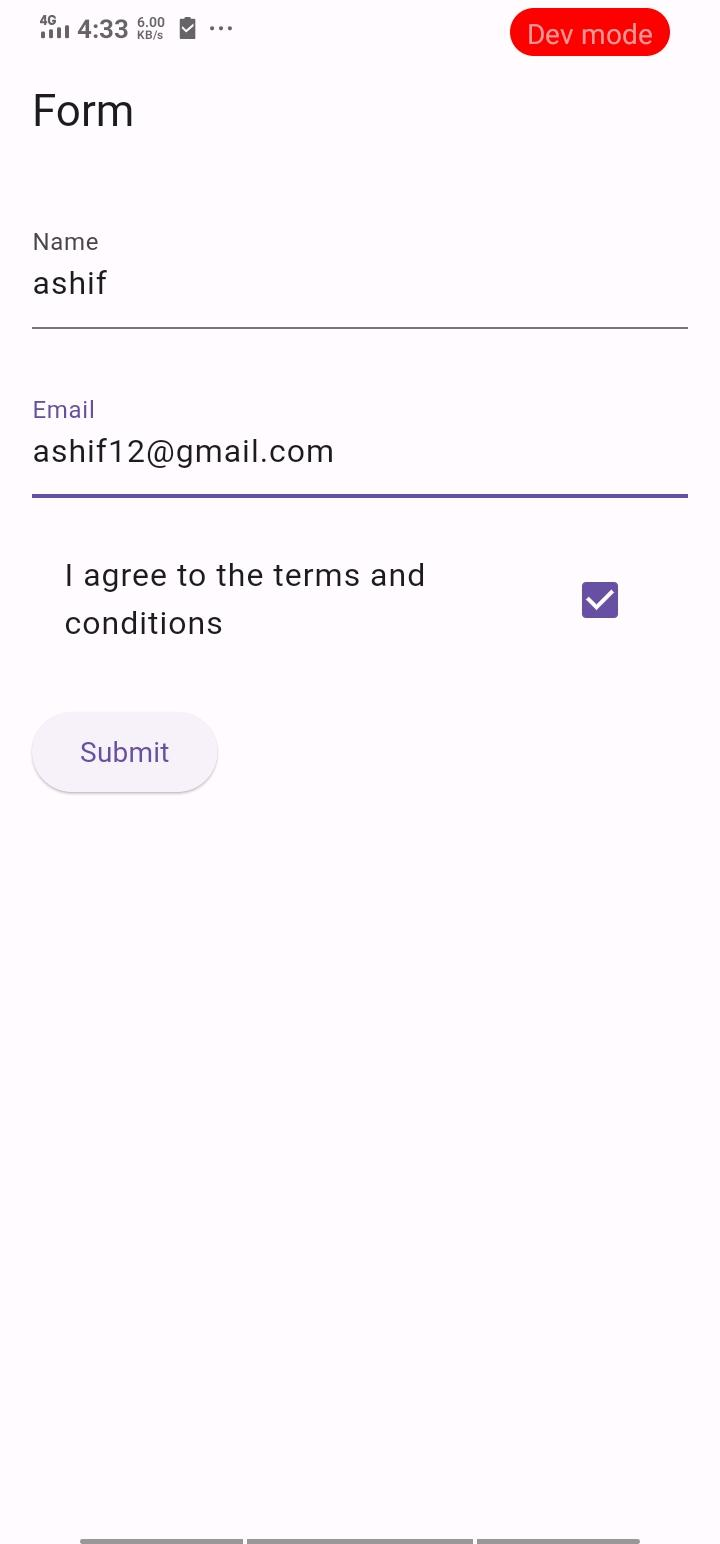 4G 4:33 6.00 KB/s Dev mode
Form
Name
ashif
Email
ashif12@gmail.com
I agree to the terms and
conditions
Submit